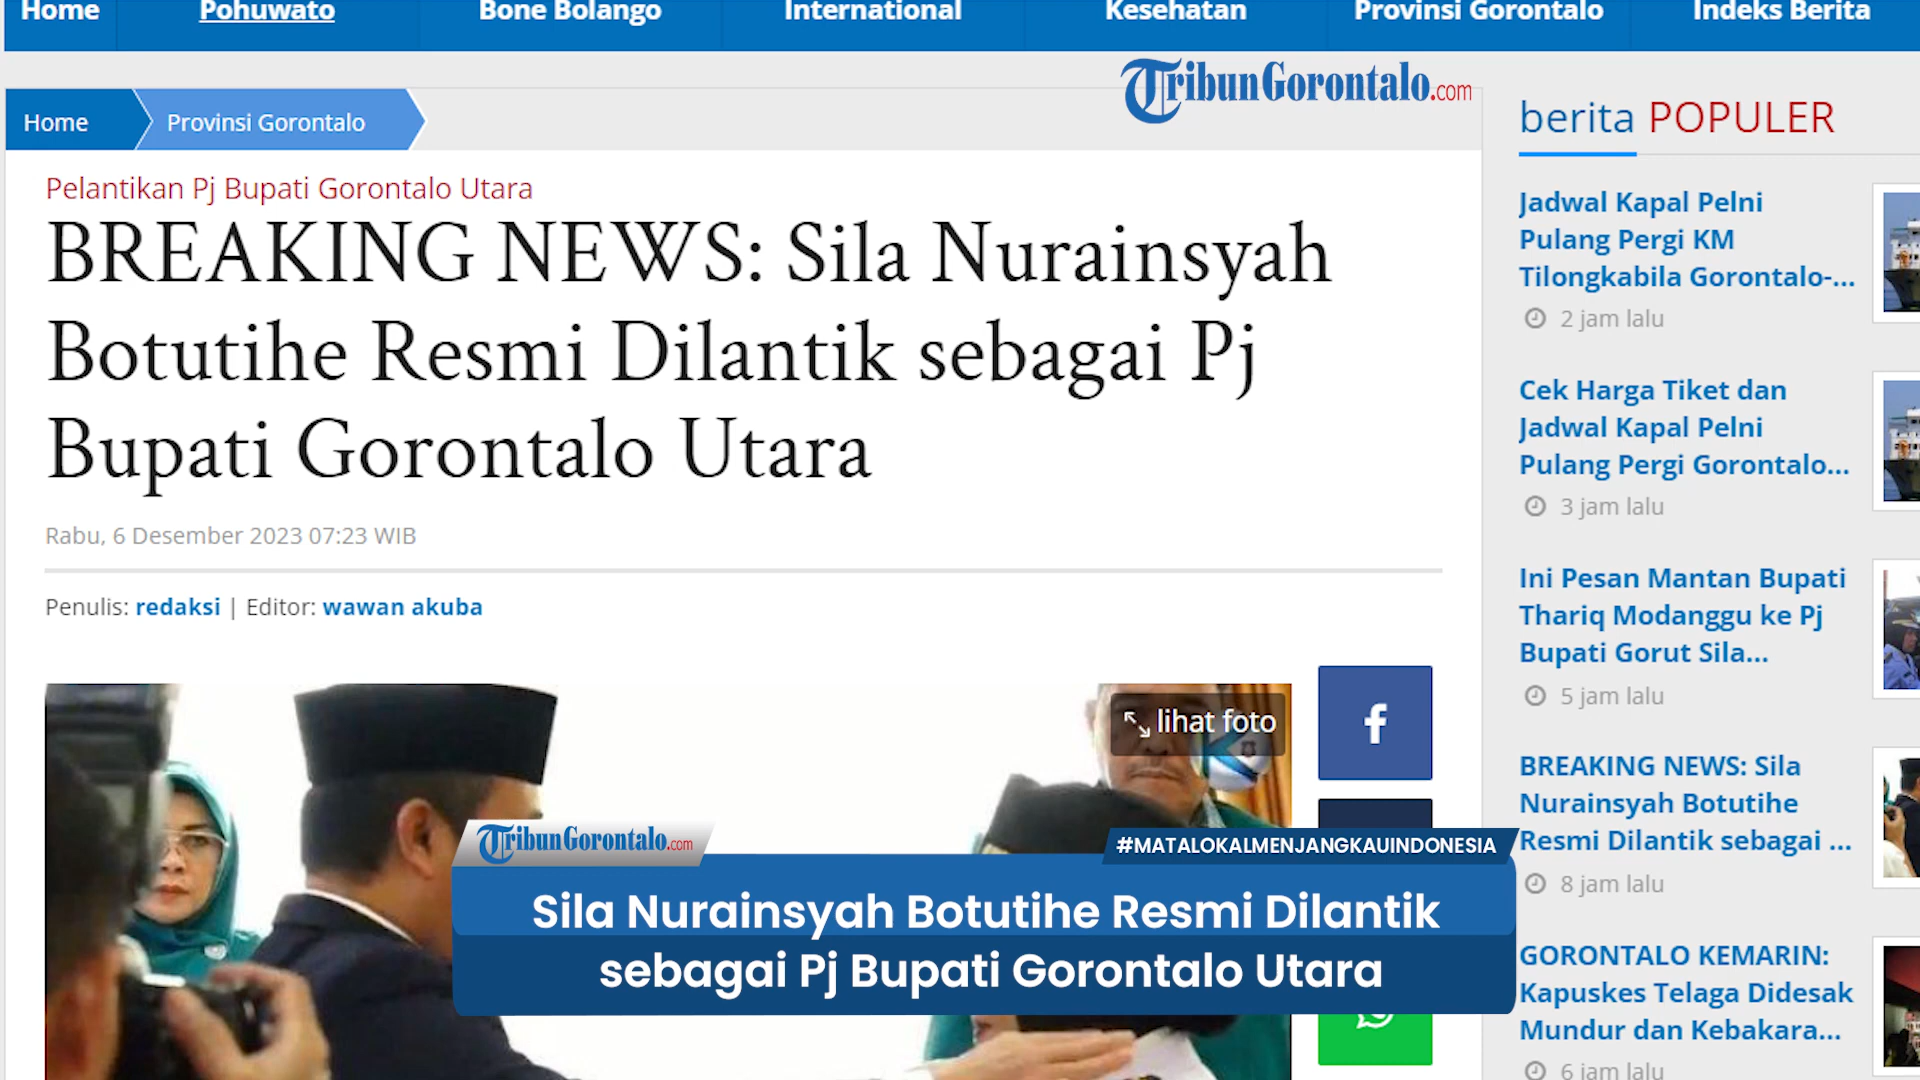 Home
Pohuwato
Bone Bolango
International
Kesehatan
Provinsi Gorontalo
Indeks Berita
TribunGorontalo.com
Home
Provinsi Gorontalo
Pelantikan Pj Bupati Gorontalo Utara
BREAKING NEWS: Sila Nurainsyah
Botutihe Resmi Dilantik sebagai Pj
Bupati Gorontalo Utara
Rabu, 6 Desember 2023 07:23 WIB
Penulis: redaksi | Editor: wawan akuba
lihat foto
f
TribunGorontalo.com
#MATALOKALMENJANGKAUINDONESIA
Sila Nurainsyah Botutihe Resmi Dilantik
sebagai Pj Bupati Gorontalo Utara
berita POPULER
Jadwal Kapal Pelni
Pulang Pergi KM
Tilongkabila Gorontalo-...
2 jam lalu
Cek Harga Tiket dan
Jadwal Kapal Pelni
Pulang Pergi Gorontalo...
3 jam lalu
Ini Pesan Mantan Bupati
Thariq Modanggu ke Pj
Bupati Gorut Sila...
5 jam lalu
BREAKING NEWS: Sila
Nurainsyah Botutihe
Resmi Dilantik sebagai ...
8 jam lalu
GORONTALO KEMARIN:
Kapuskes Telaga Didesak
Mundur dan Kebakara...
6 jam lalu